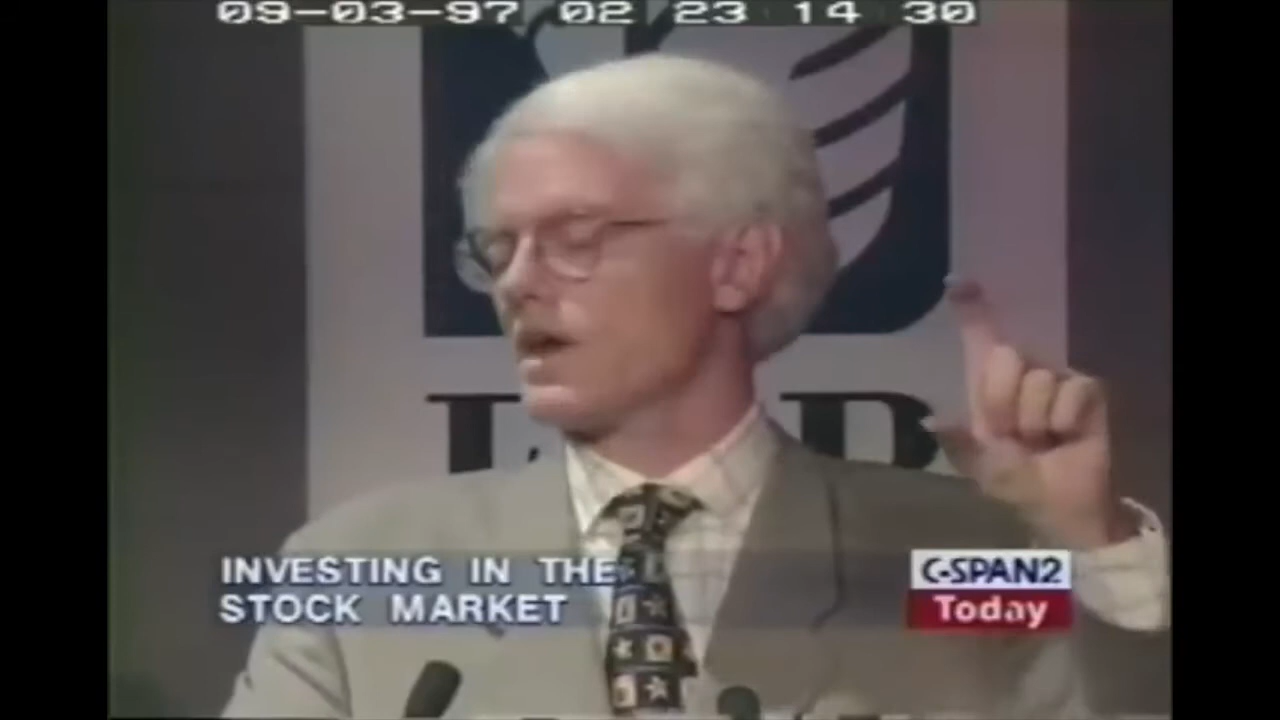 09-03-97 02 23 14 30
INVESTING IN THE
STOCK MARKET
C-SPAN2
Today